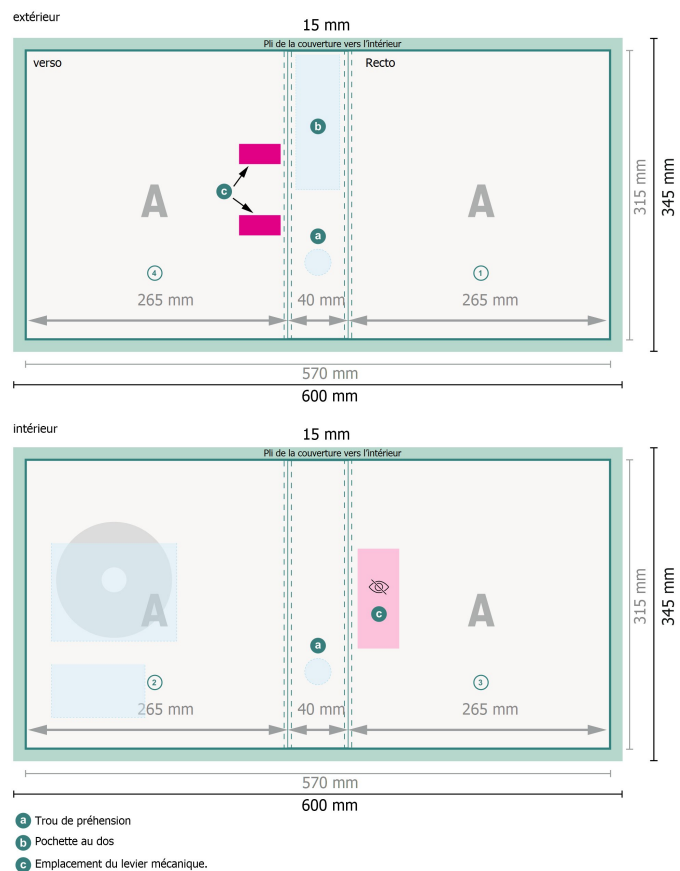 extérieur
15 mm
Pli de la couverture vers l'intérieur
verso
Recto
b
c
A
A
a
4
1
265 mm
40 mm
265 mm
315 mm
345 mm
570 mm
600 mm
intérieur
15 mm
Pli de la couverture vers l'intérieur
A
c
A
a
2
3
265 mm
40 mm
265 mm
315 mm
345 mm
570 mm
600 mm
a Trou de préhension
b Pochette au dos
c Emplacement du levier mécanique.